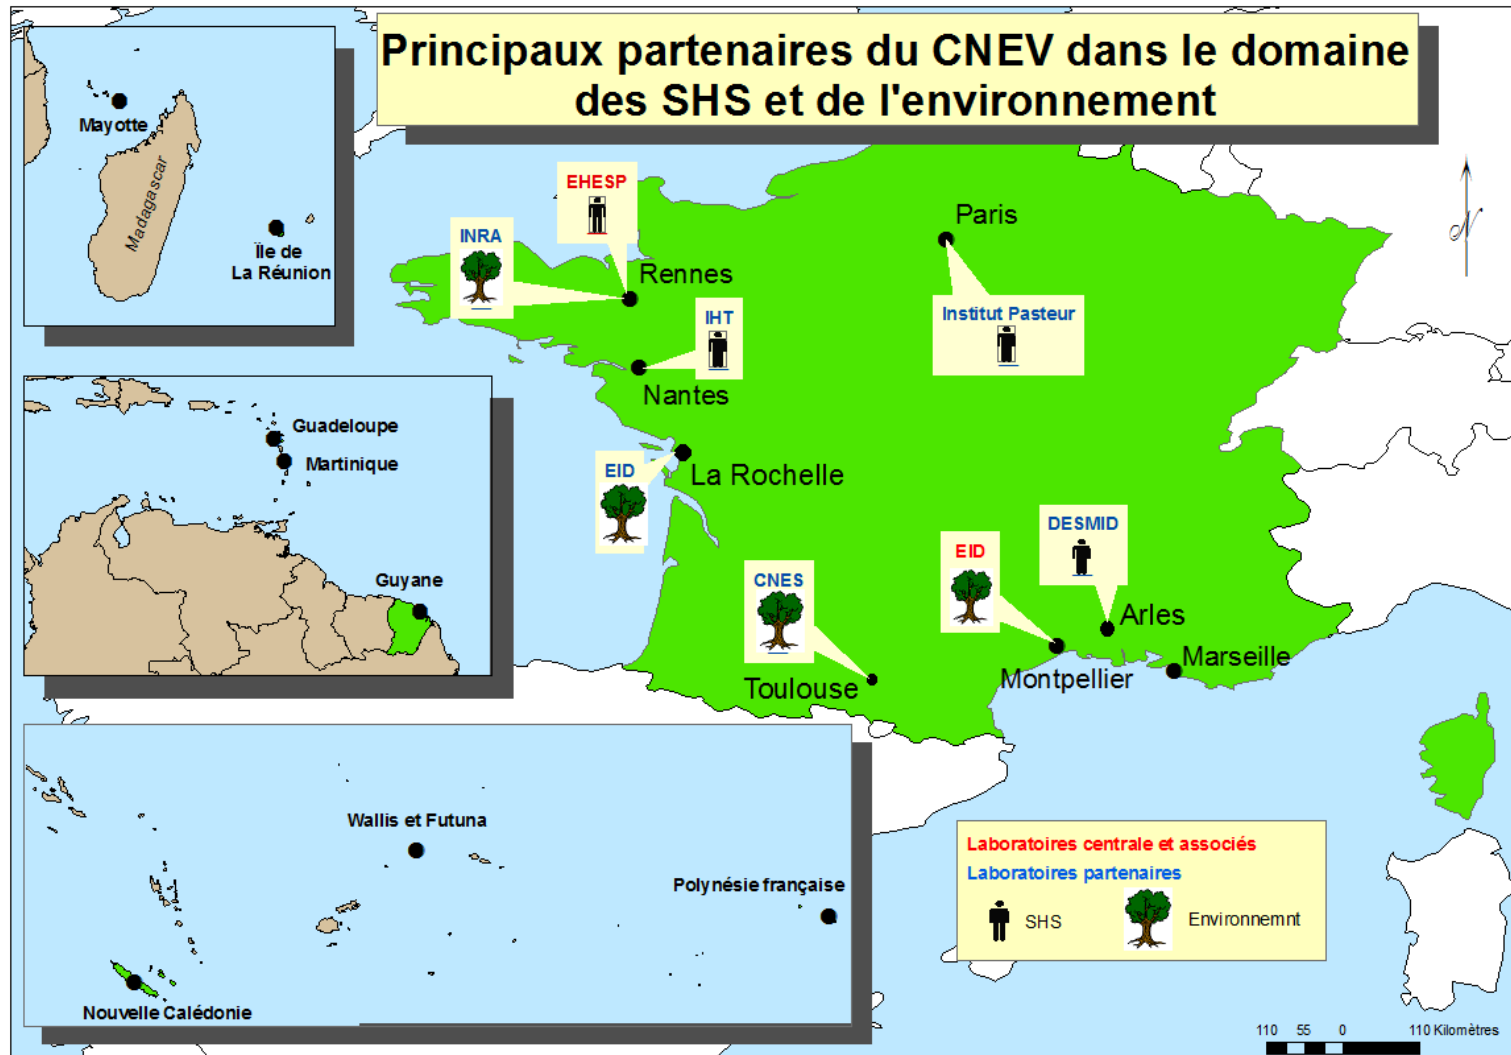 Principaux partenaires du CNEV dans le domaine
des SHS et de l'environnement
Mayotte
Madagascar
Île de
La Réunion
EHESP
INRA
Rennes
Paris
Institut Pasteur
IHT
Nantes
Guadeloupe
Martinique
Guyane
EID
La Rochelle
CNES
Toulouse
EID
Montpellier
DESMID
Arles
Marseille
Wallis et Futuna
Polynésie française
Nouvelle Calédonie
Laboratoires centrale et associés
Laboratoires partenaires
SHS
Environnemnt
N
110 55 0 110 Kilomètres